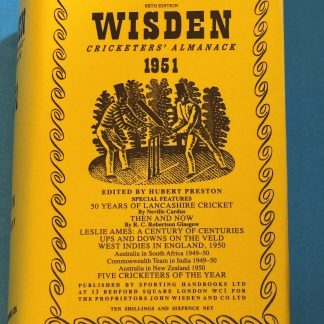 88TH EDITION
WISDEN
CRICKETERS' ALMANACK
1951
EDITED BY HUBERT PRESTON
SPECIAL FEATURES
50 YEARS OF LANCASHIRE CRICKET
By Neville Cardus
THEN AND NOW
By R. C. Robertson Glasgow
LESLIE AMES: A CENTURY OF CENTURIES
UPS AND DOWNS ON THE VELD
WEST INDIES IN ENGLAND, 1950
Australia in South Africa 1949-50
Commonwealth Team in India 1949-50
Australia in New Zealand 1950
FIVE CRICKETERS OF THE YEAR
PUBLISHED BY SPORTING HANDBOOKS LTD
AT 13 BEDFORD SQUARE LONDON WC1 FOR
THE PROPRIETORS JOHN WISDEN AND CO LTD
TEN SHILLINGS AND SIXPENCE NET